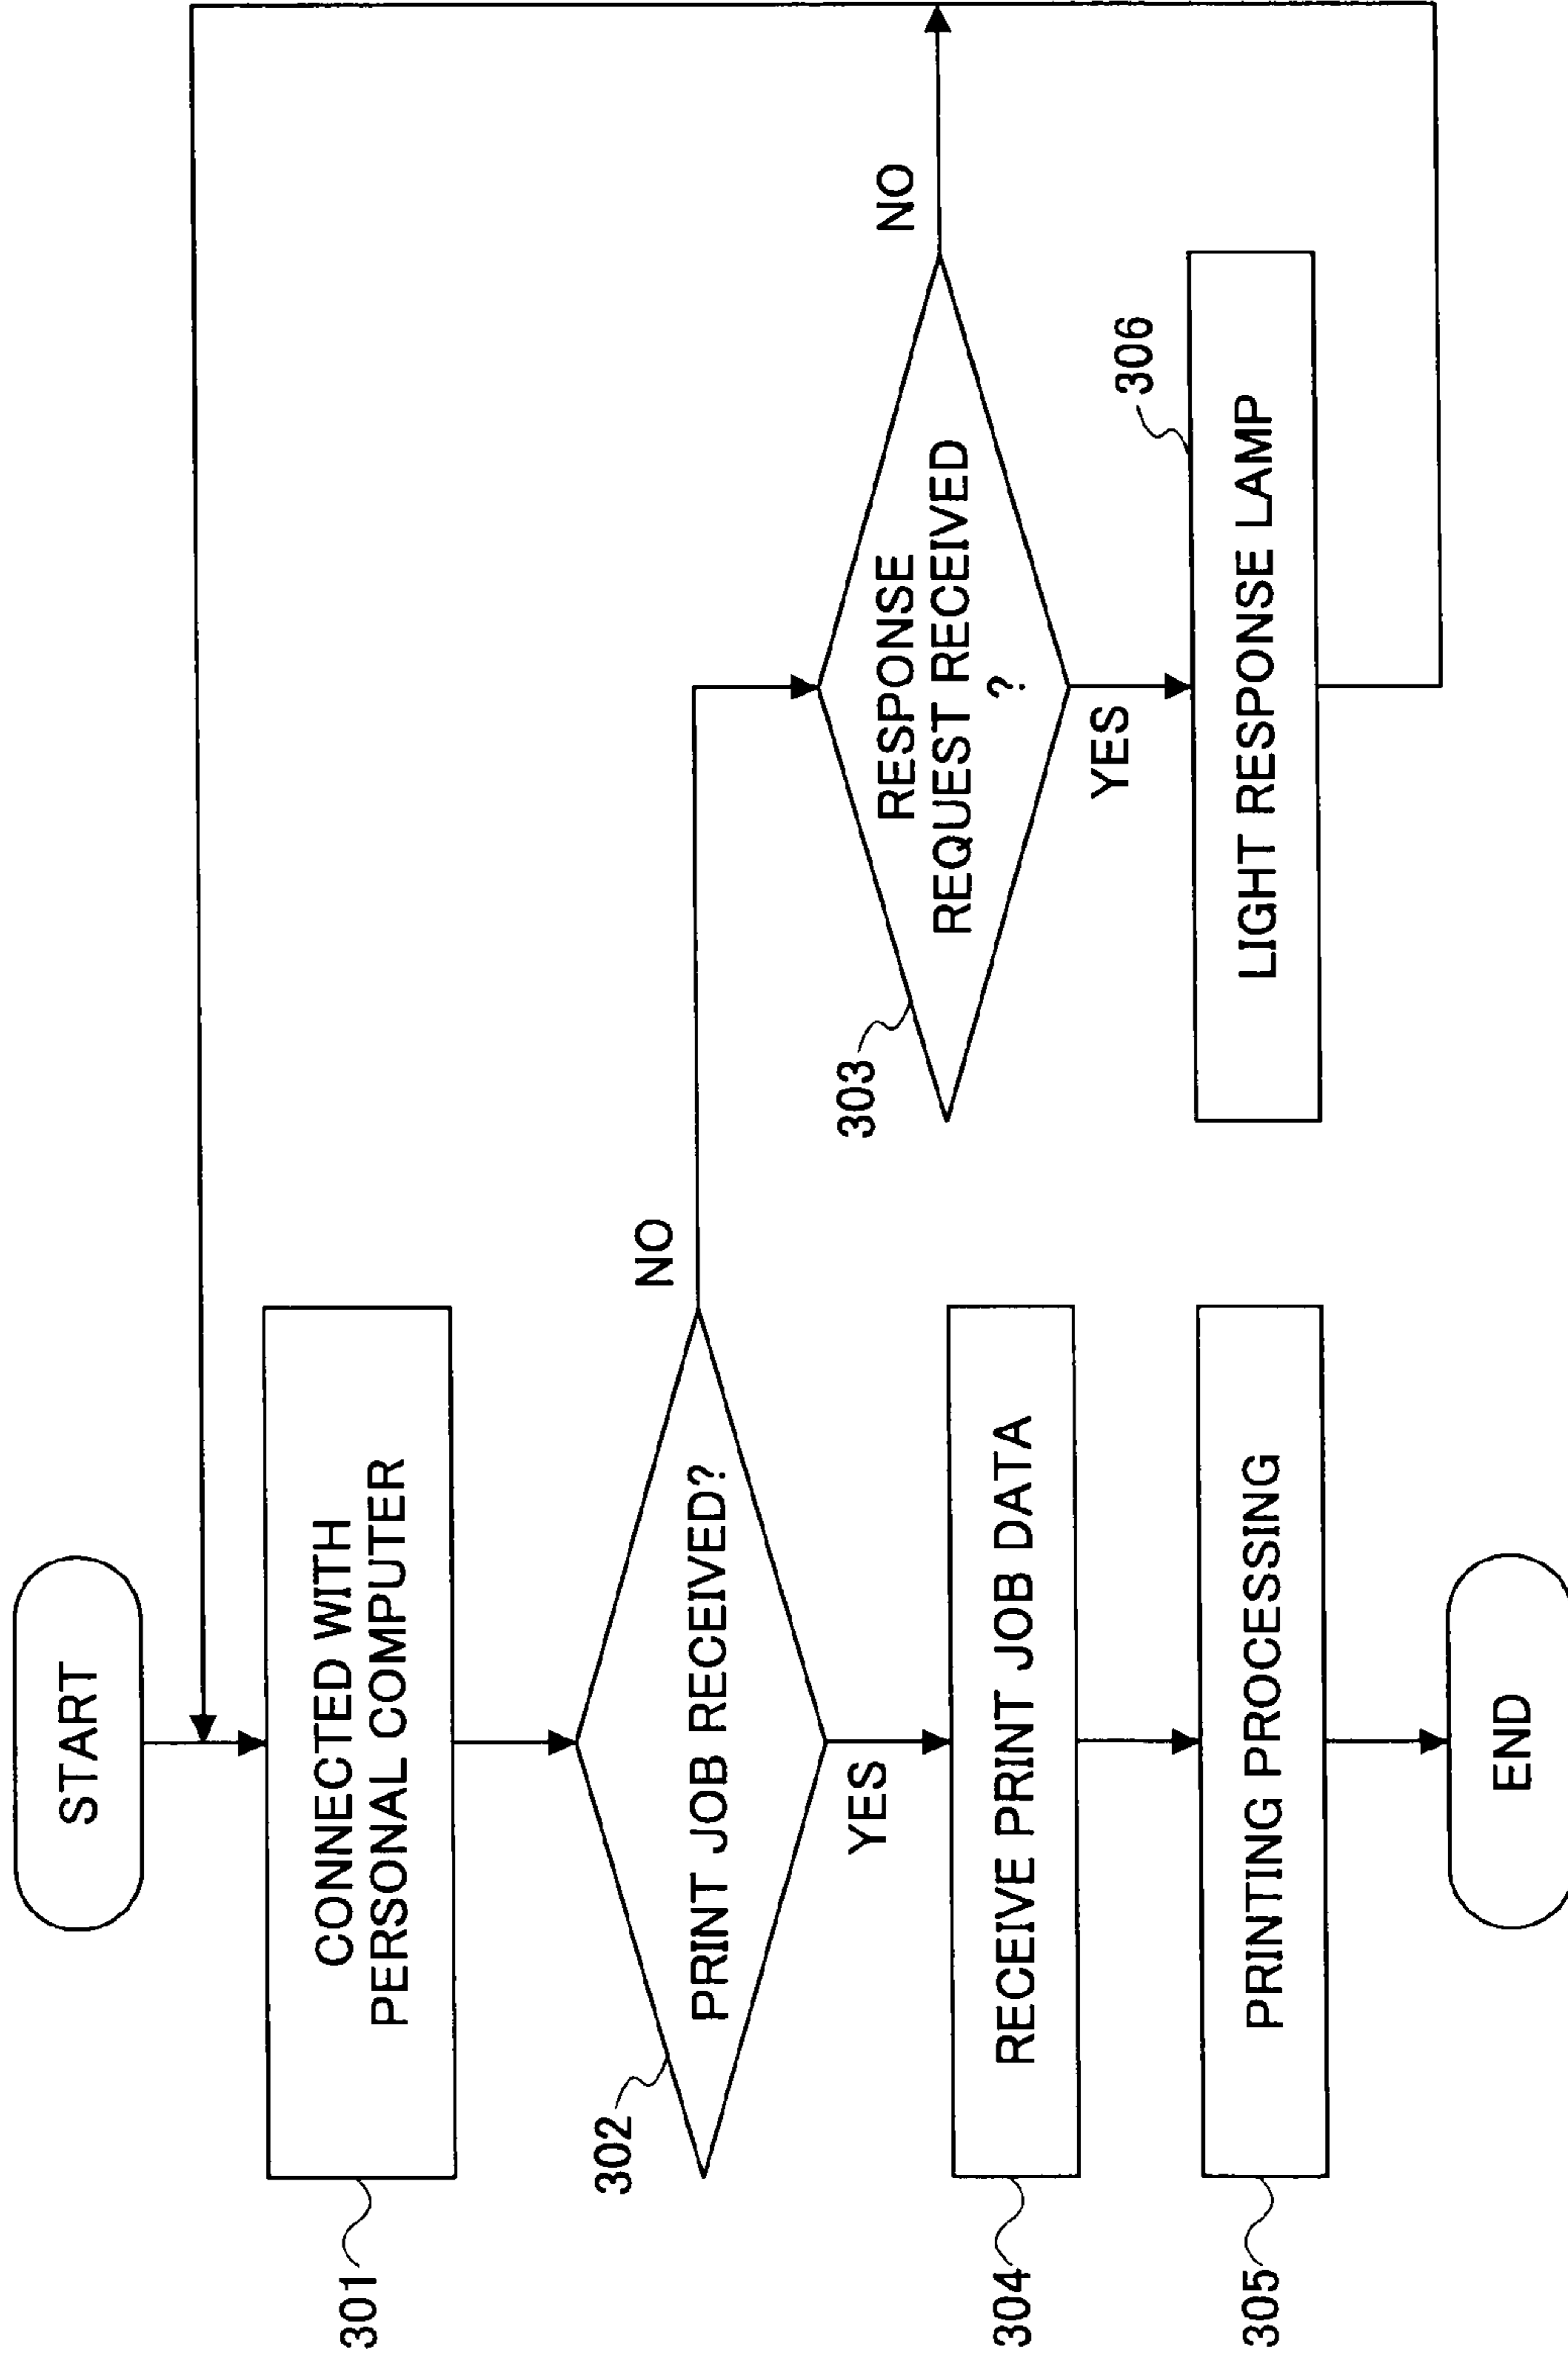 START
301
CONNECTED WITH
PERSONAL COMPUTER
302
PRINT JOB RECEIVED?
NO
YES
303
RESPONSE
REQUEST RECEIVED
?
NO
YES
304
RECEIVE PRINT JOB DATA
306
LIGHT RESPONSE LAMP
305
PRINTING PROCESSING
END